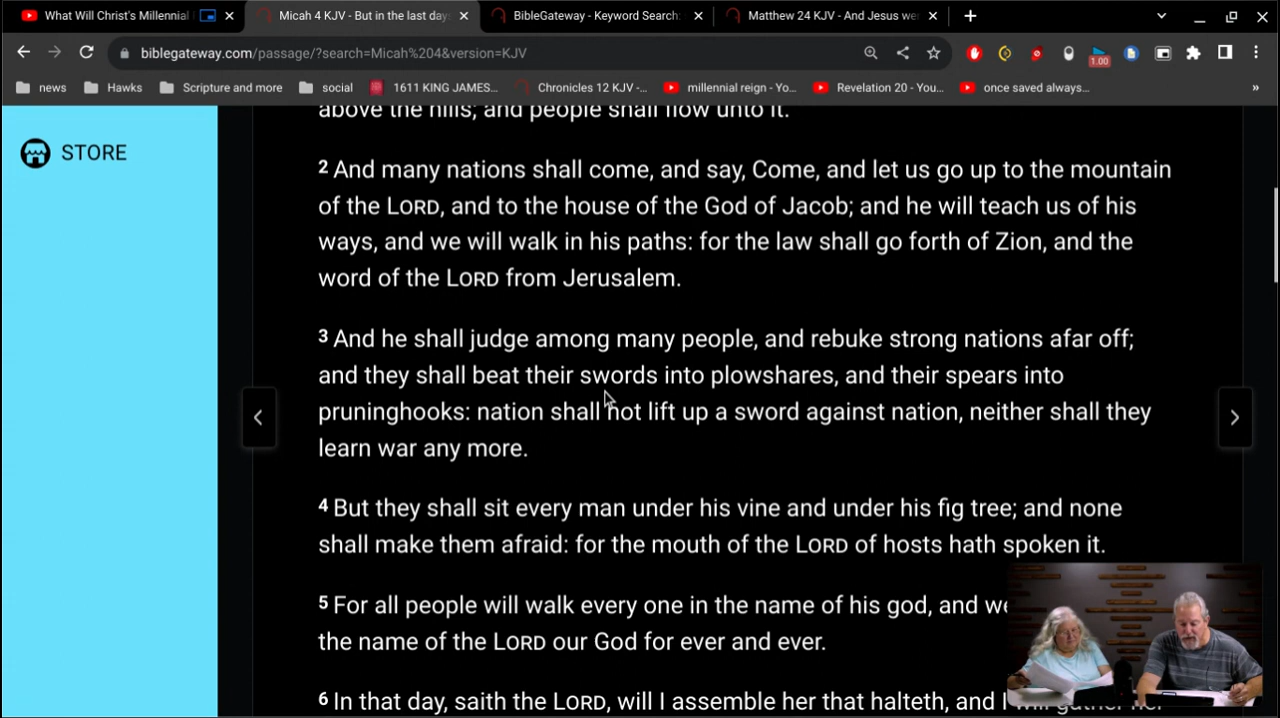 What Will Christ's Millennial
Micah 4 KJV - But in the last day
BibleGateway - Keyword Search:
Matthew 24 KJV - And Jesus we
biblegateway.com/passage/?search=Micah%204&version=KJV
1.00
news
Hawks
Scripture and more
social
1611 KING JAMES...
Chronicles 12 KJV -...
millennial reign - Yo...
Revelation 20 - You...
once saved always...
»
STORE
above the hills; and people shall flow unto it.
2 And many nations shall come, and say, Come, and let us go up to the mountain
of the LORD, and to the house of the God of Jacob; and he will teach us of his
ways, and we will walk in his paths: for the law shall go forth of Zion, and the
word of the LORD from Jerusalem.
3 And he shall judge among many people, and rebuke strong nations afar off;
and they shall beat their swords into plowshares, and their spears into
pruninghooks: nation shall not lift up a sword against nation, neither shall they
learn war any more.
4 But they shall sit every man under his vine and under his fig tree; and none
shall make them afraid: for the mouth of the LORD of hosts hath spoken it.
5 For all people will walk every one in the name of his god, and we
the name of the LORD our God for ever and ever.
6 In that day, saith the LORD, will I assemble her that halteth, and I will gather her